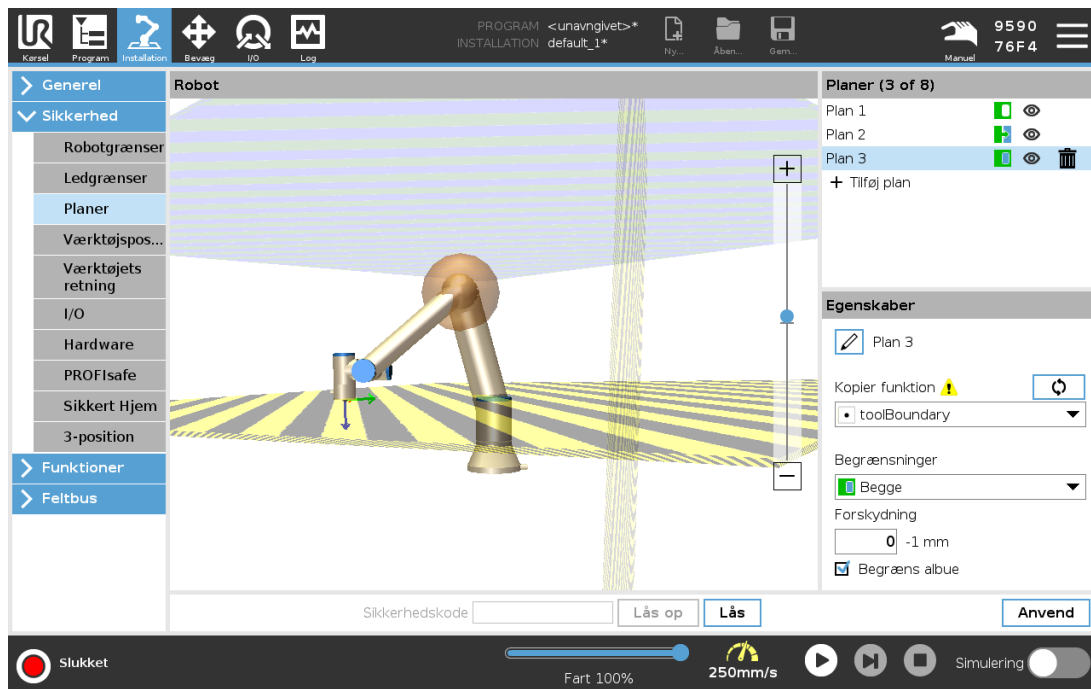 UR
PROGRAM <unavngivet>*
INSTALLATION default_1*
Ny...
Åben...
Gem...
9590
76F4
Kørsel
Program
Installation
Bevæg
I/O
Log
Manuel
Generel
Sikkerhed
Robotgrænser
Ledgrænser
Planer
Værktøjspos...
Værktøjets
retning
I/O
Hardware
PROFIsafe
Sikkert Hjem
3-position
Funktioner
Feltbus
Robot
Planer (3 of 8)
Plan 1
Plan 2
Plan 3
+ Tilføj plan
Egenskaber
Plan 3
Kopier funktion
toolBoundary
Begrænsninger
Begge
Forskydning
0 -1 mm
Begræns albue
Sikkerhedskode
Lås op
Lås
Anvend
Slukket
Fart 100%
250mm/s
Simulering